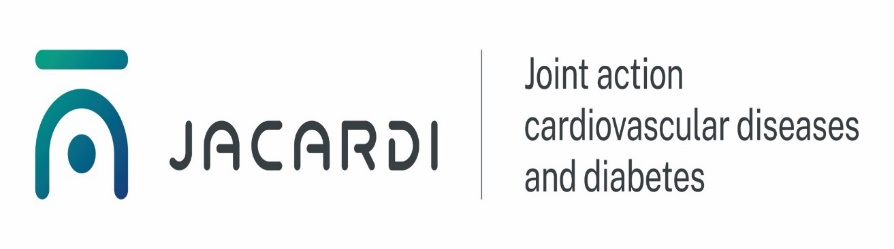 JACARDI
Joint action
cardiovascular diseases
and diabetes